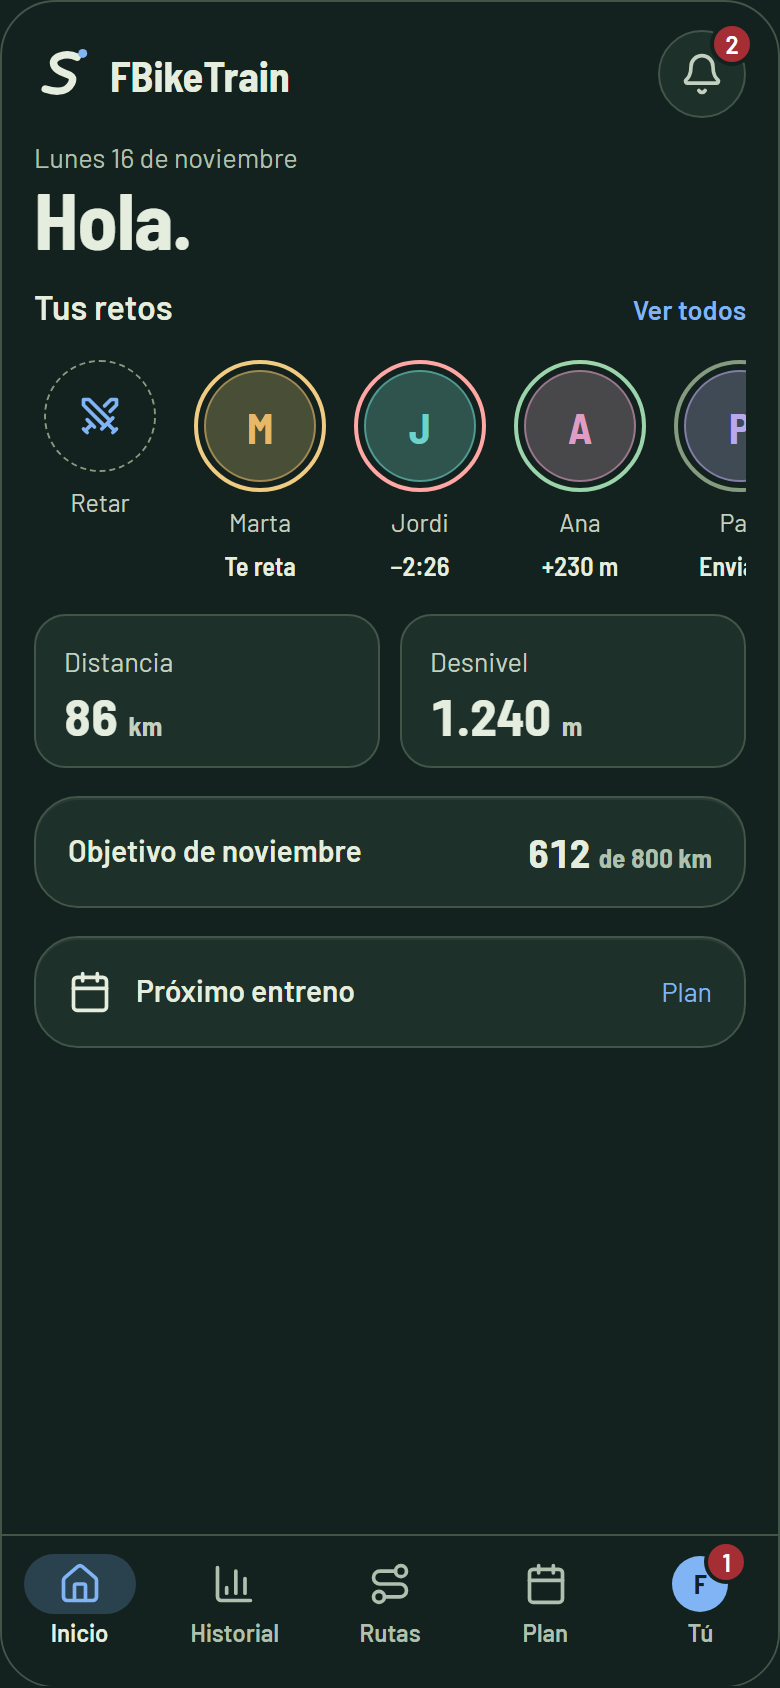 FBikeTrain
2
Lunes 16 de noviembre
Hola.
Tus retos
Ver todos
M
J
A
P
Retar
Marta
Jordi
Ana
Pa
Te reta
−2:26
+230 m
Envia
Distancia
86 km
Desnivel
1.240 m
Objetivo de noviembre
612 de 800 km
Próximo entreno
Plan
F
1
Inicio
Historial
Rutas
Plan
Tú